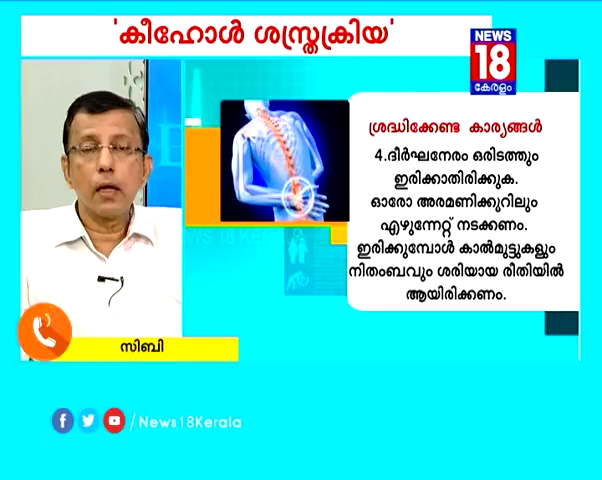 'കീഹോൾ ശസ്ത്രക്രിയ'
NEWS
18
കേരളം
ശ്രദ്ധിക്കേണ്ട കാര്യങ്ങൾ
4.ദീർഘനേരം ഒരിടത്തും
ഇരിക്കാതിരിക്കുക.
ഓരോ അരമണിക്കൂറിലും
എഴുന്നേറ്റ് നടക്കണം.
ഇരിക്കുമ്പോൾ കാൽമുട്ടുകളും
നിതംബവും ശരിയായ രീതിയിൽ
ആയിരിക്കണം.
സിബി
/News18Kerala